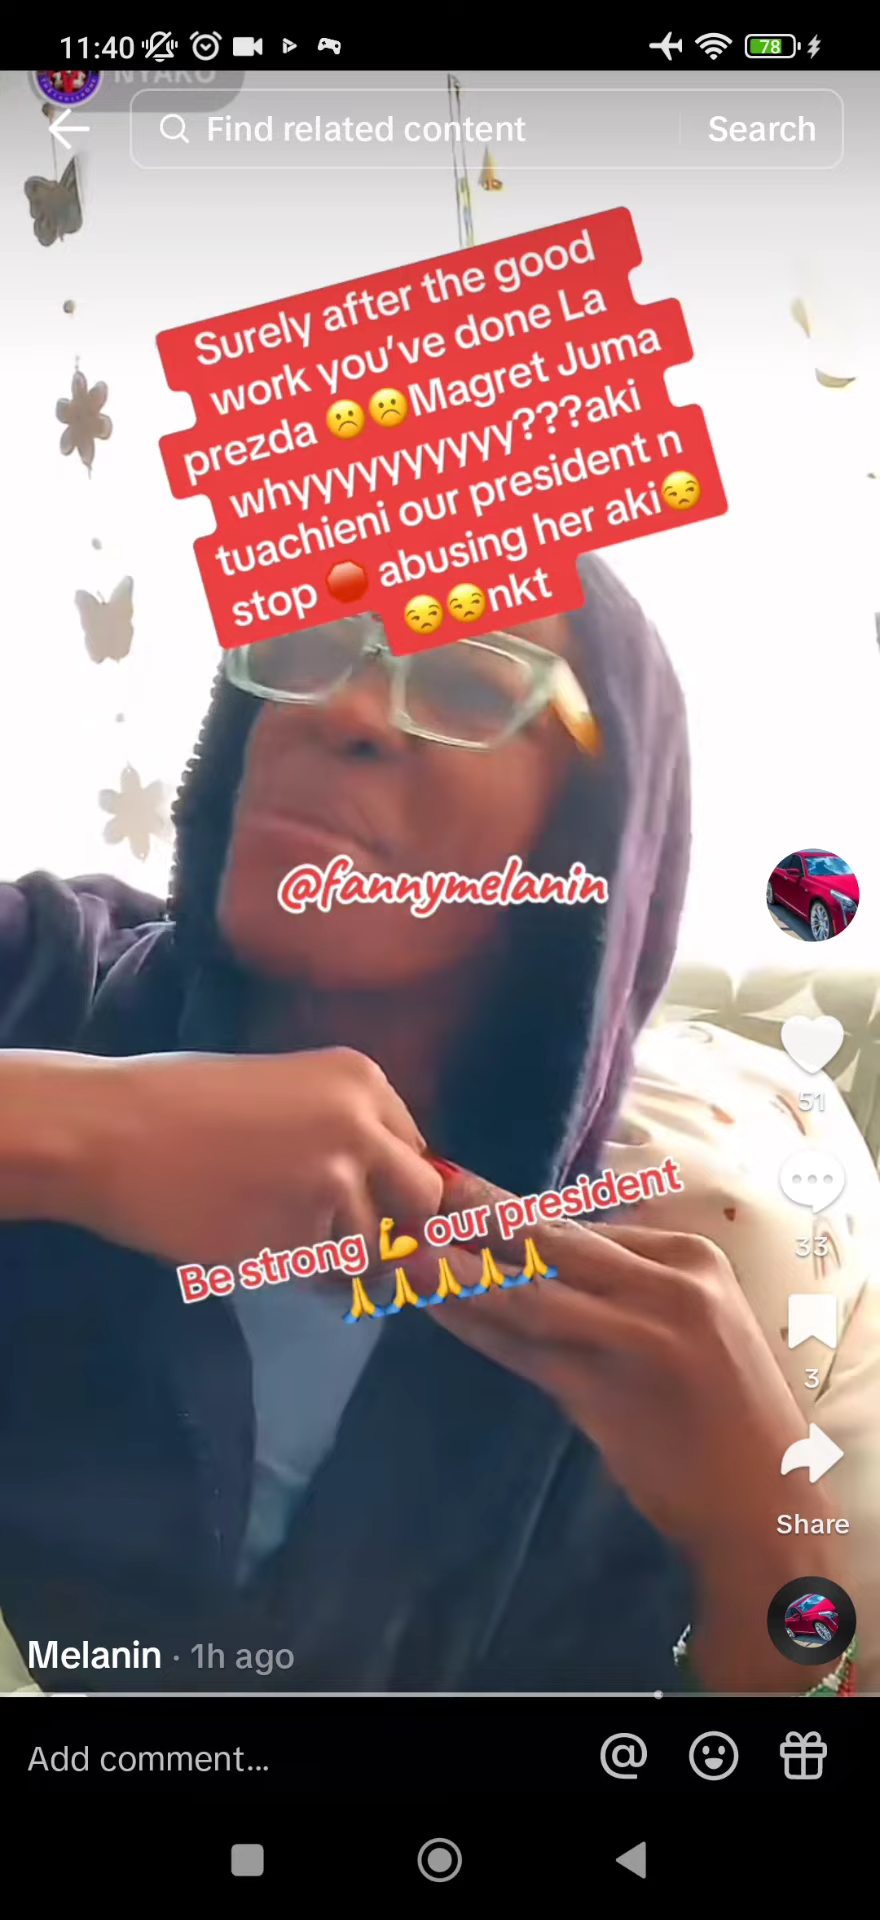 11:40
78
NYAKO
Find related content
Search
Surely after the good
work you've done La
prezda ☹️☹️Magret Juma
whyyyyyyyyyy???aki
tuachieni our president n
stop 🛑 abusing her aki😒
😒😒nkt
@fannymelanin
51
Be strong 💪 our president
🙏🙏🙏🙏🙏
33
3
Share
Melanin · 1h ago
Add comment...